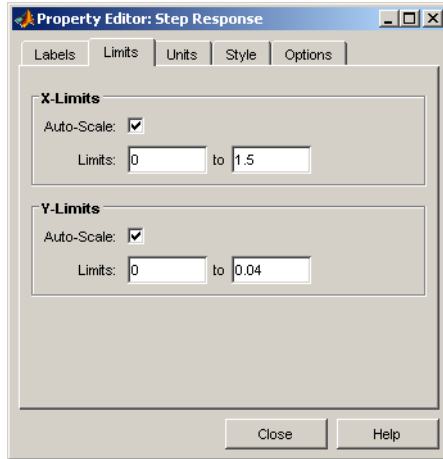 Property Editor: Step Response
Labels Limits Units Style Options
X-Limits
Auto-Scale:
Limits: 0 to 1.5
Y-Limits
Auto-Scale:
Limits: 0 to 0.04
Close Help